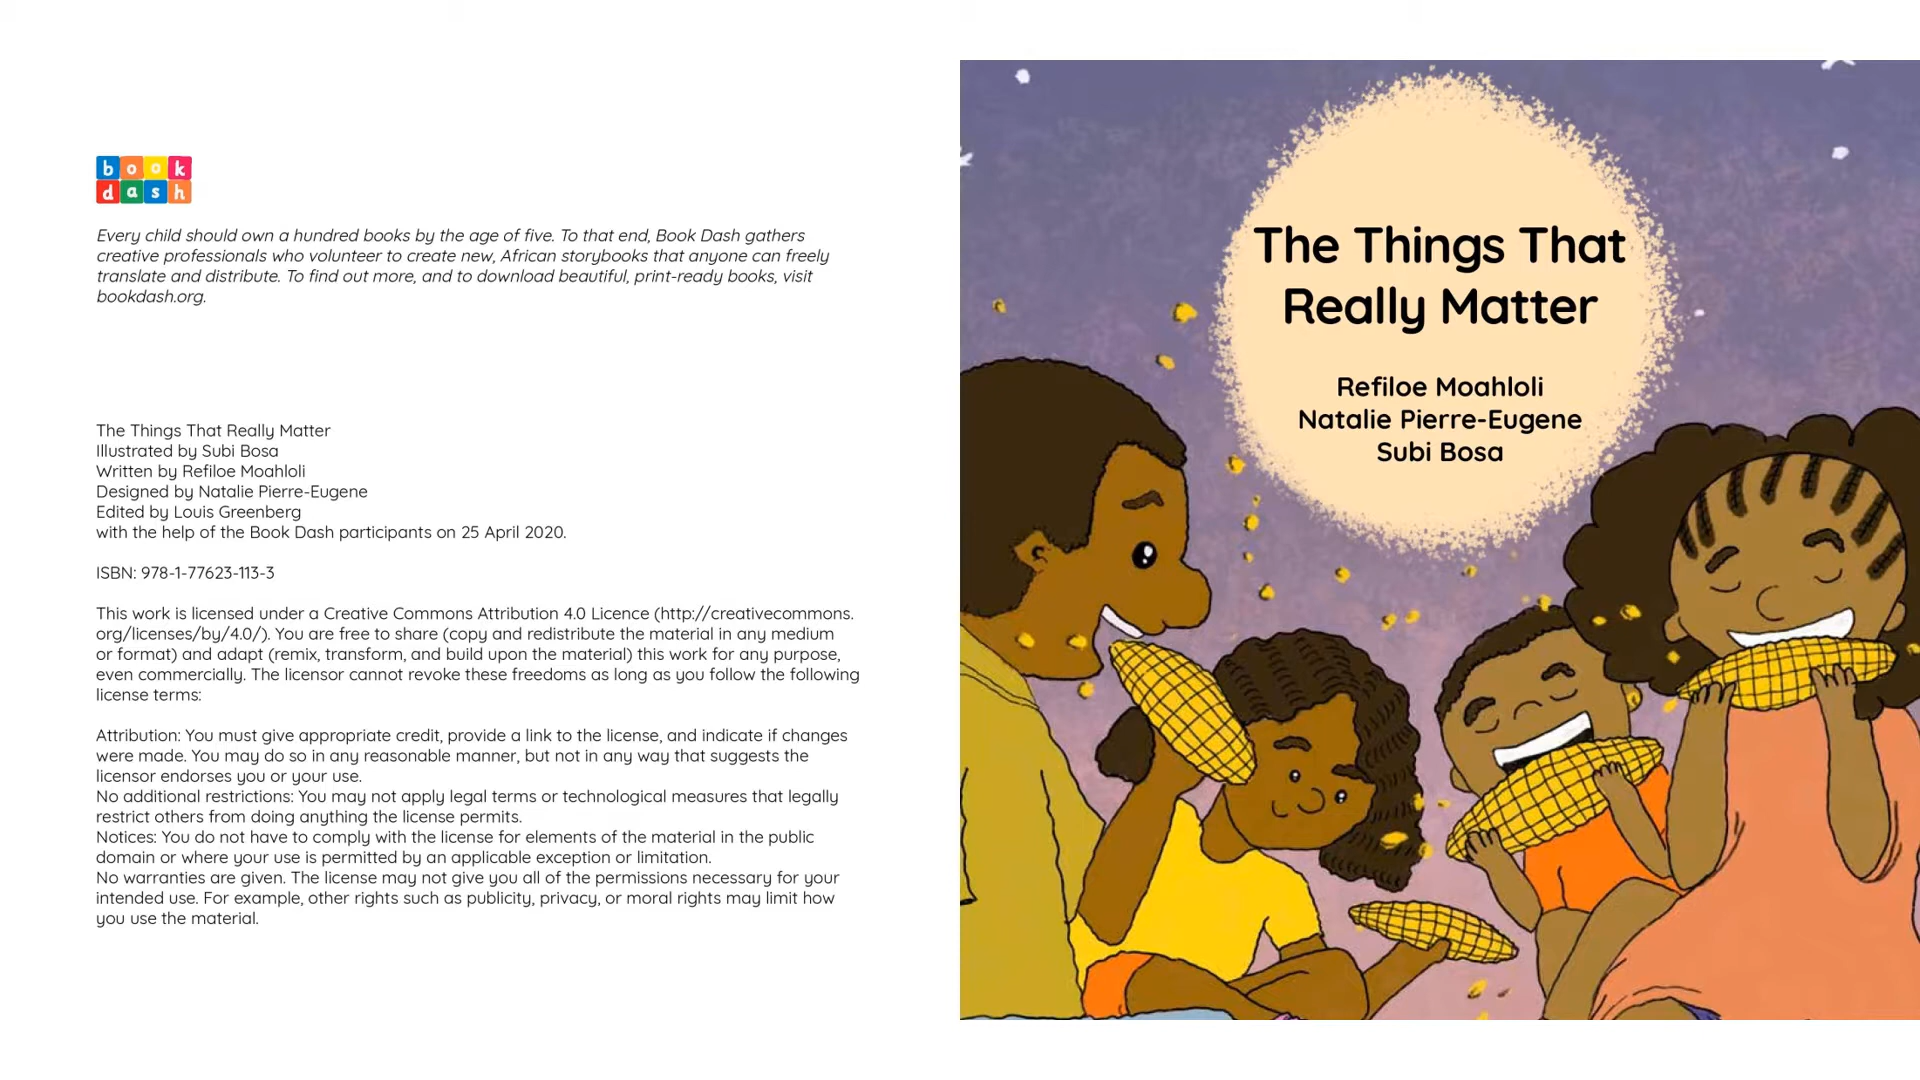 book
dash
Every child should own a hundred books by the age of five. To that end, Book Dash gathers
creative professionals who volunteer to create new, African storybooks that anyone can freely
translate and distribute. To find out more, and to download beautiful, print-ready books, visit
bookdash.org.
The Things That Really Matter
Illustrated by Subi Bosa
Written by Refiloe Moahloli
Designed by Natalie Pierre-Eugene
Edited by Louis Greenberg
with the help of the Book Dash participants on 25 April 2020.
ISBN: 978-1-77623-113-3
This work is licensed under a Creative Commons Attribution 4.0 Licence (http://creativecommons.
org/licenses/by/4.0/). You are free to share (copy and redistribute the material in any medium
or format) and adapt (remix, transform, and build upon the material) this work for any purpose,
even commercially. The licensor cannot revoke these freedoms as long as you follow the following
license terms:
Attribution: You must give appropriate credit, provide a link to the license, and indicate if changes
were made. You may do so in any reasonable manner, but not in any way that suggests the
licensor endorses you or your use.
No additional restrictions: You may not apply legal terms or technological measures that legally
restrict others from doing anything the license permits.
Notices: You do not have to comply with the license for elements of the material in the public
domain or where your use is permitted by an applicable exception or limitation.
No warranties are given. The license may not give you all of the permissions necessary for your
intended use. For example, other rights such as publicity, privacy, or moral rights may limit how
you use the material.
The Things That
Really Matter
Refiloe Moahloli
Natalie Pierre-Eugene
Subi Bosa